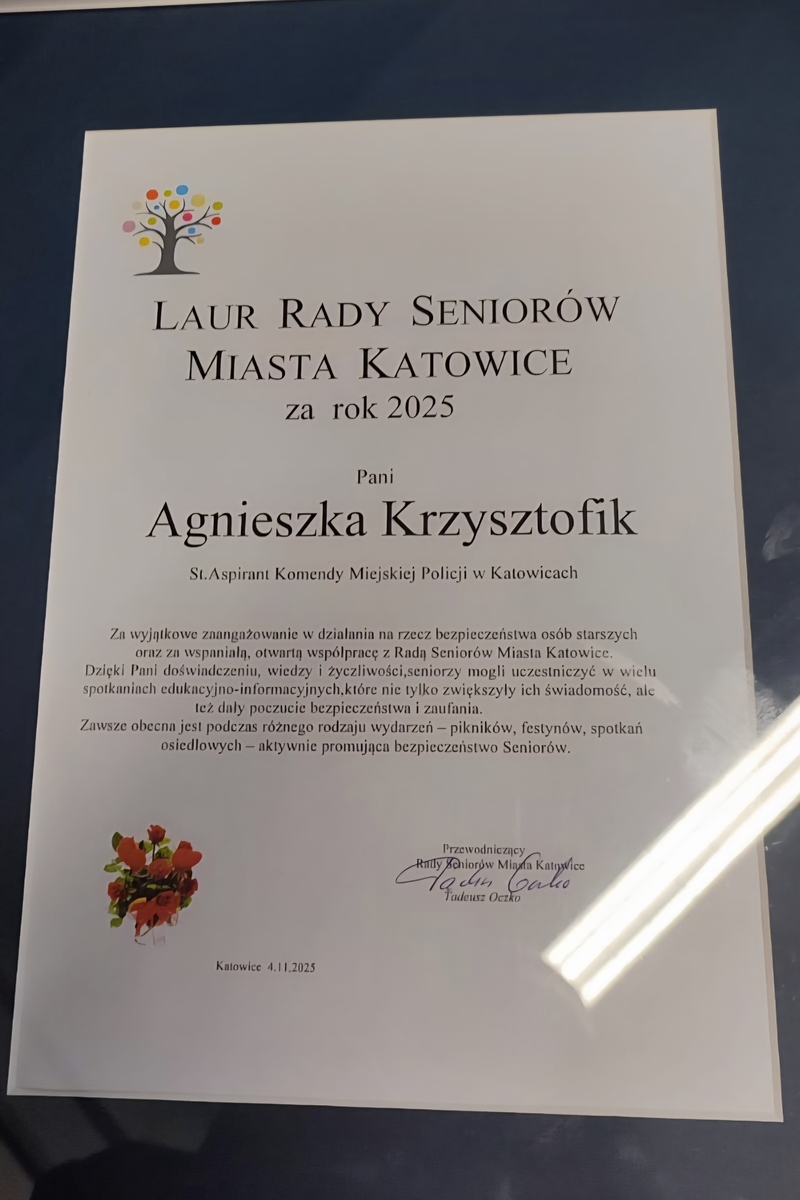 LAUR RADY SENIORÓW
MIASTA KATOWICE
za rok 2025
Pani
Agnieszka Krzysztofik
St.Aspirant Komendy Miejskiej Policji w Katowicach
Za wyjątkowe zaangażowanie w działania na rzecz bezpieczeństwa osób starszych
oraz za wspaniałą, otwartą współpracę z Radą Seniorów Miasta Katowice.
Dzięki Pani doświadczeniu, wiedzy i życzliwości,seniorzy mogli uczestniczyć w wielu
spotkaniach edukacyjno-informacyjnych,które nie tylko zwiększyły ich świadomość, ale
też dały poczucie bezpieczeństwa i zaufania.
Zawsze obecna jest podczas różnego rodzaju wydarzeń – pikników, festynów, spotkań
osiedlowych – aktywnie promująca bezpieczeństwo Seniorów.
Przewodniczący
Rady Seniorów Miasta Katowice
Tadeusz Oczko
Tadeusz Oczko
Katowice 4.11.2025